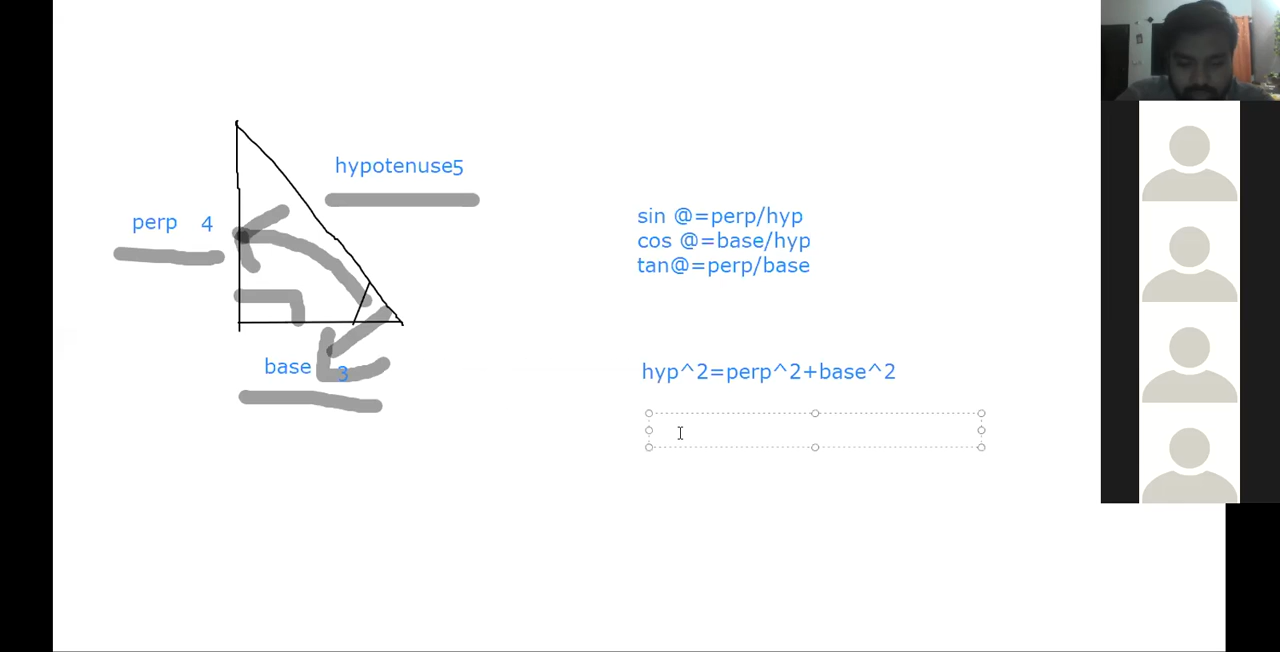 hypotenuse5
perp 4
base 3
sin @=perp/hyp
cos @=base/hyp
tan@=perp/base
hyp^2=perp^2+base^2